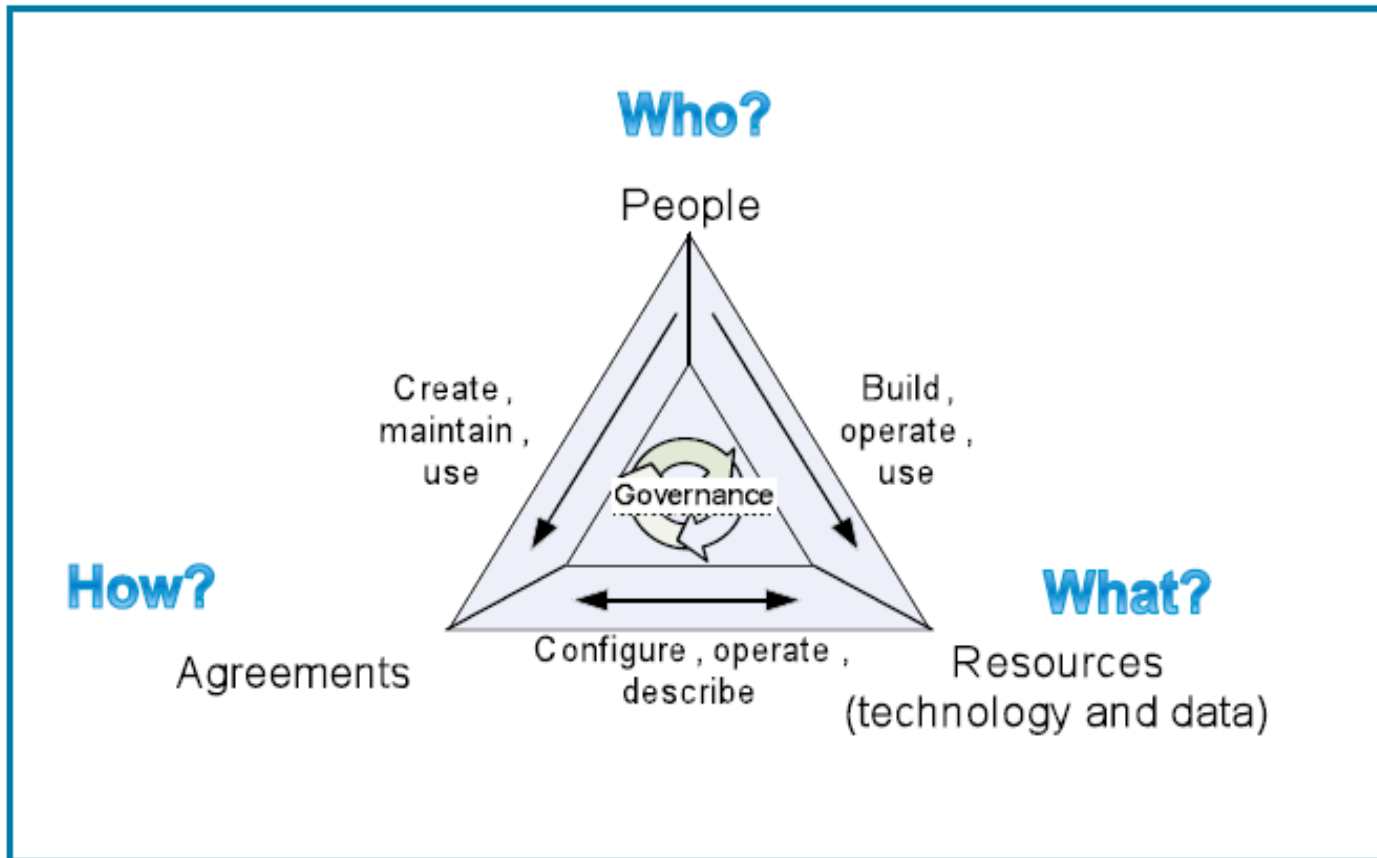 Who?
People
Create ,
maintain ,
use
Build ,
operate ,
use
Governance
How?
Agreements
Configure , operate ,
describe
What?
Resources
(technology and data)